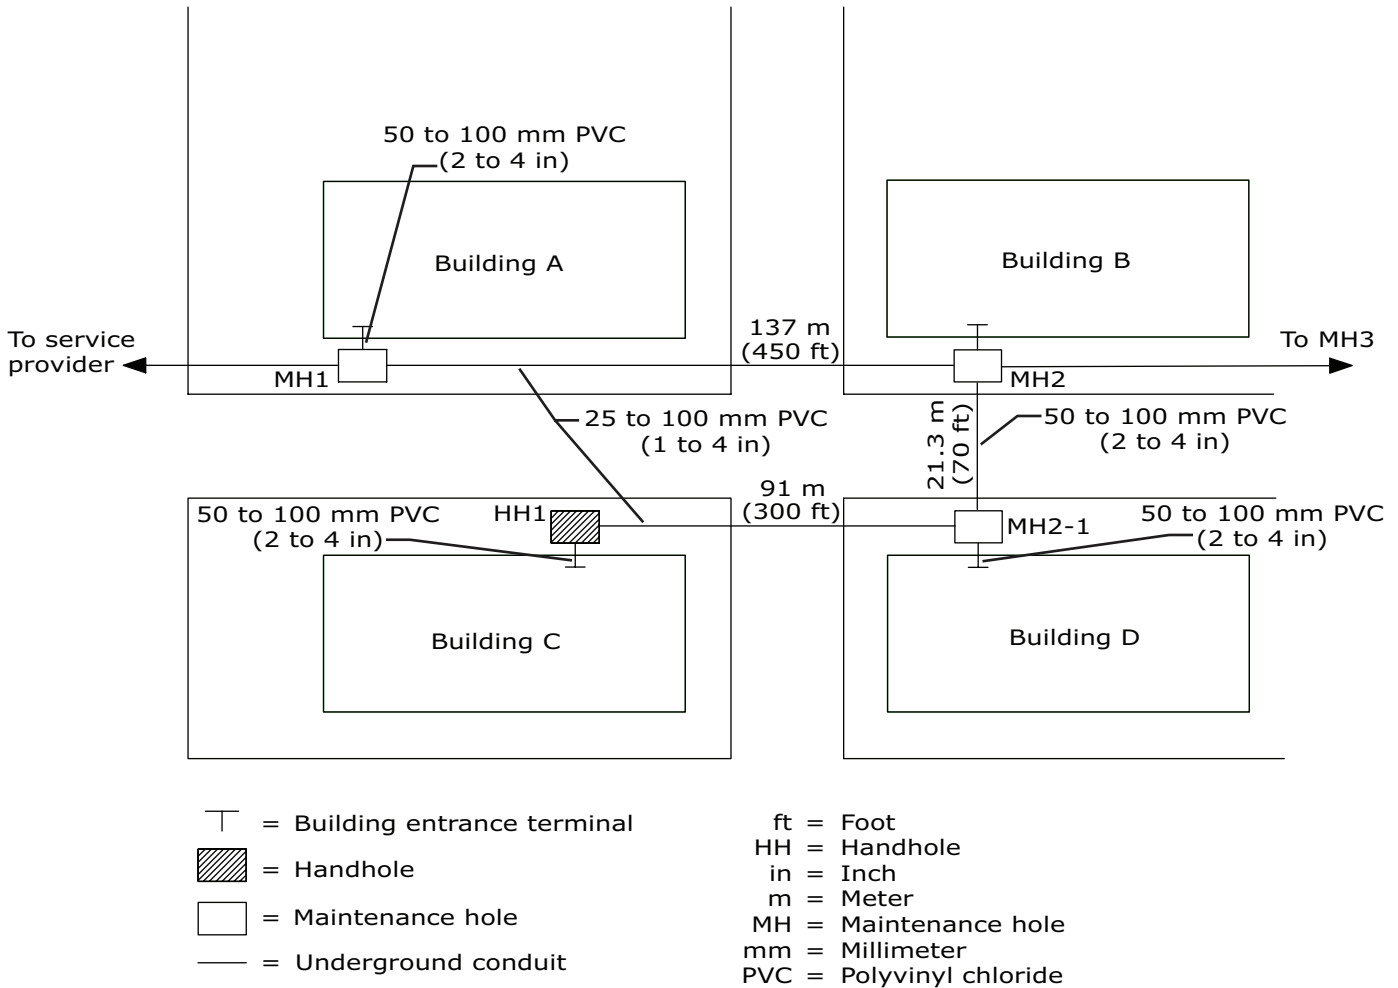 50 to 100 mm PVC
(2 to 4 in)
Building A
Building B
To service
provider
MH1
137 m
(450 ft)
MH2
To MH3
25 to 100 mm PVC
(1 to 4 in)
21.3 m
(70 ft)
50 to 100 mm PVC
(2 to 4 in)
50 to 100 mm PVC
(2 to 4 in)
HH1
91 m
(300 ft)
MH2-1
50 to 100 mm PVC
(2 to 4 in)
Building C
Building D
= Building entrance terminal
= Handhole
= Maintenance hole
= Underground conduit
ft = Foot
HH = Handhole
in = Inch
m = Meter
MH = Maintenance hole
mm = Millimeter
PVC = Polyvinyl chloride